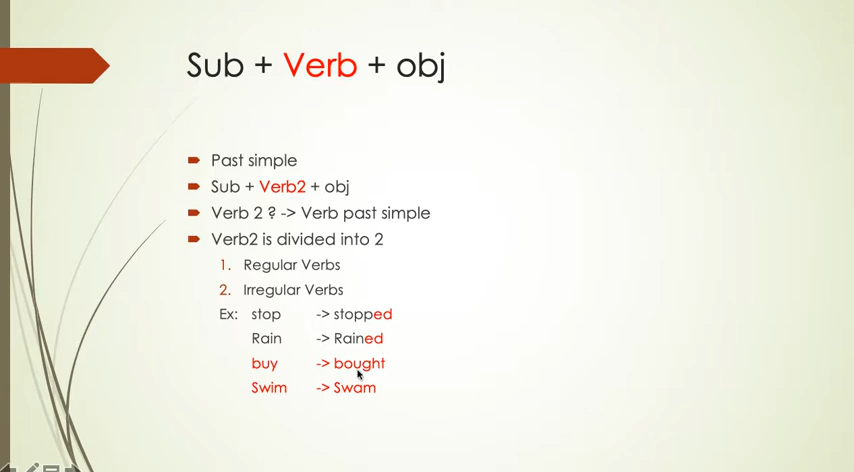 Sub + Verb + obj
Past simple
Sub + Verb2 + obj
Verb 2 ? -> Verb past simple
Verb2 is divided into 2
1. Regular Verbs
2. Irregular Verbs
Ex: stop -> stopped
Rain -> Rained
buy -> bought
Swim -> Swam